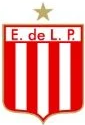 E. de L. P.